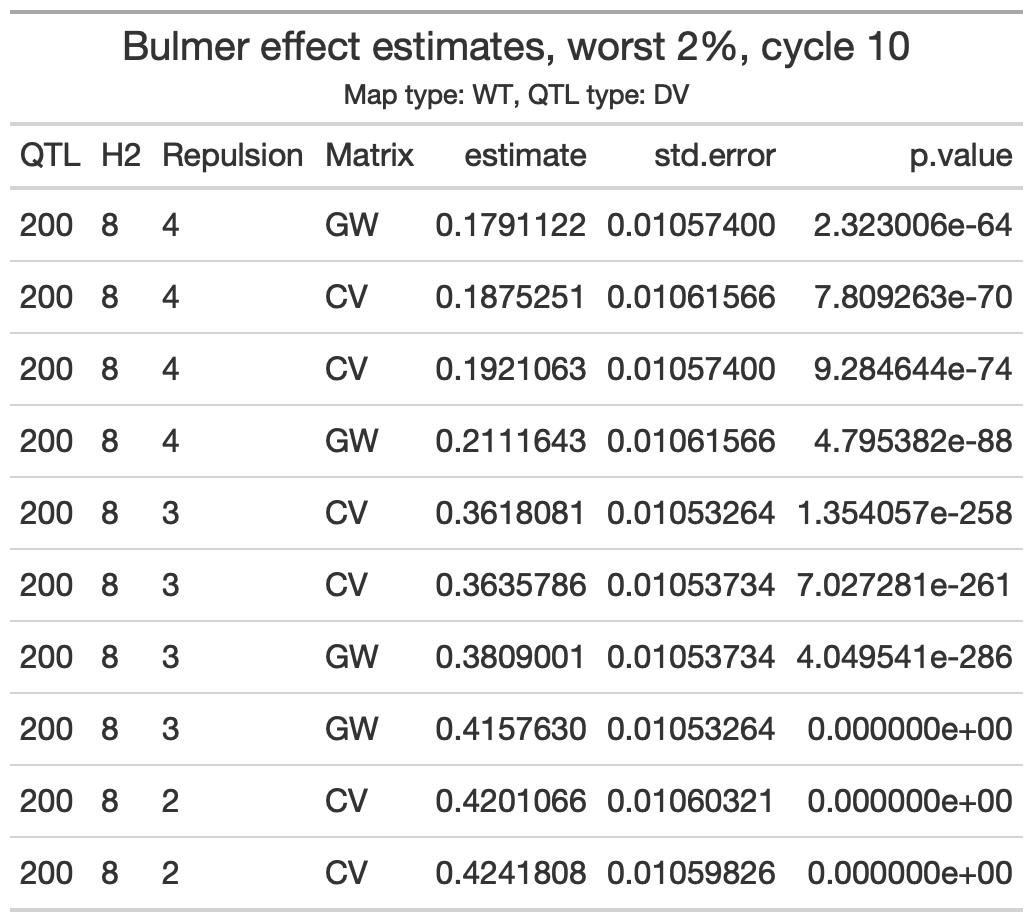 Bulmer effect estimates, worst 2%, cycle 10
Map type: WT, QTL type: DV
QTL H2 Repulsion Matrix estimate std.error p.value
200 8 4 GW 0.1791122 0.01057400 2.323006e-64
200 8 4 CV 0.1875251 0.01061566 7.809263e-70
200 8 4 CV 0.1921063 0.01057400 9.284644e-74
200 8 4 GW 0.2111643 0.01061566 4.795382e-88
200 8 3 CV 0.3618081 0.01053264 1.354057e-258
200 8 3 CV 0.3635786 0.01053734 7.027281e-261
200 8 3 GW 0.3809001 0.01053734 4.049541e-286
200 8 3 GW 0.4157630 0.01053264 0.000000e+00
200 8 2 CV 0.4201066 0.01060321 0.000000e+00
200 8 2 CV 0.4241808 0.01059826 0.000000e+00